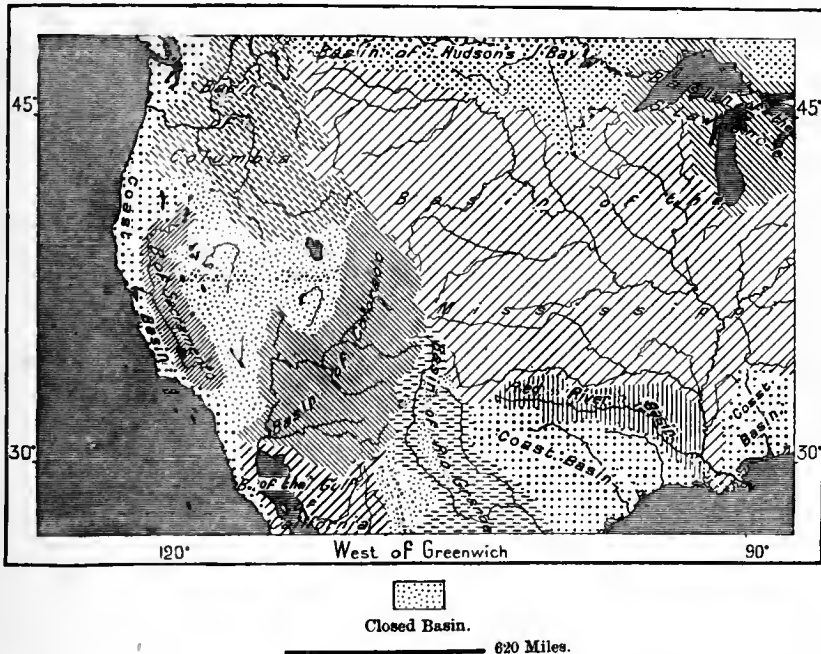 Basin of Hudson's Bay
Basin
Columbia
45°
45°
Basin of the
Mississippi
Coast
Basin
Basin of Colorado
Basin of Rio Grande
Red River Basin
Coast Basin
Coast
Basin
30°
30°
B. of the Gulf
of
California
120°
West of Greenwich
90°
Closed Basin.
620 Miles.